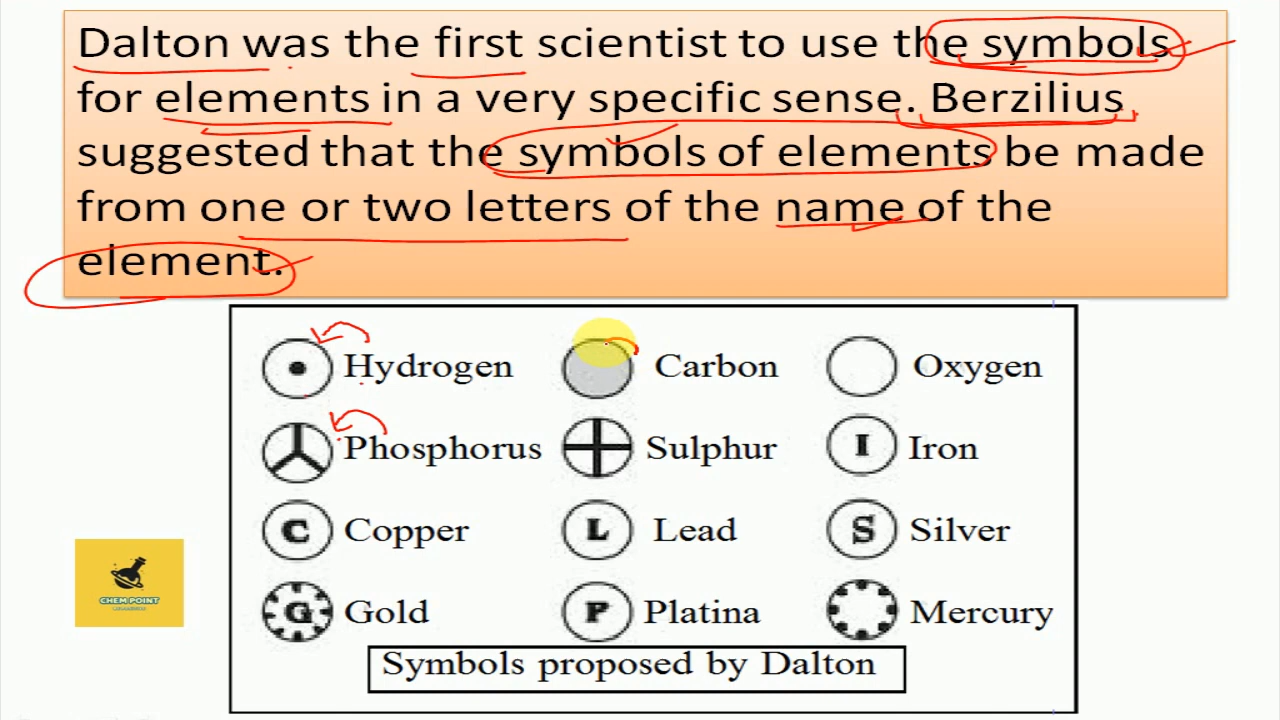 Dalton was the first scientist to use the symbols
for elements in a very specific sense. Berzilius
suggested that the symbols of elements be made
from one or two letters of the name of the
element.
Hydrogen Carbon Oxygen
Phosphorus Sulphur I Iron
C Copper L Lead S Silver
G Gold P Platina Mercury
CHEM POINT
Symbols proposed by Dalton